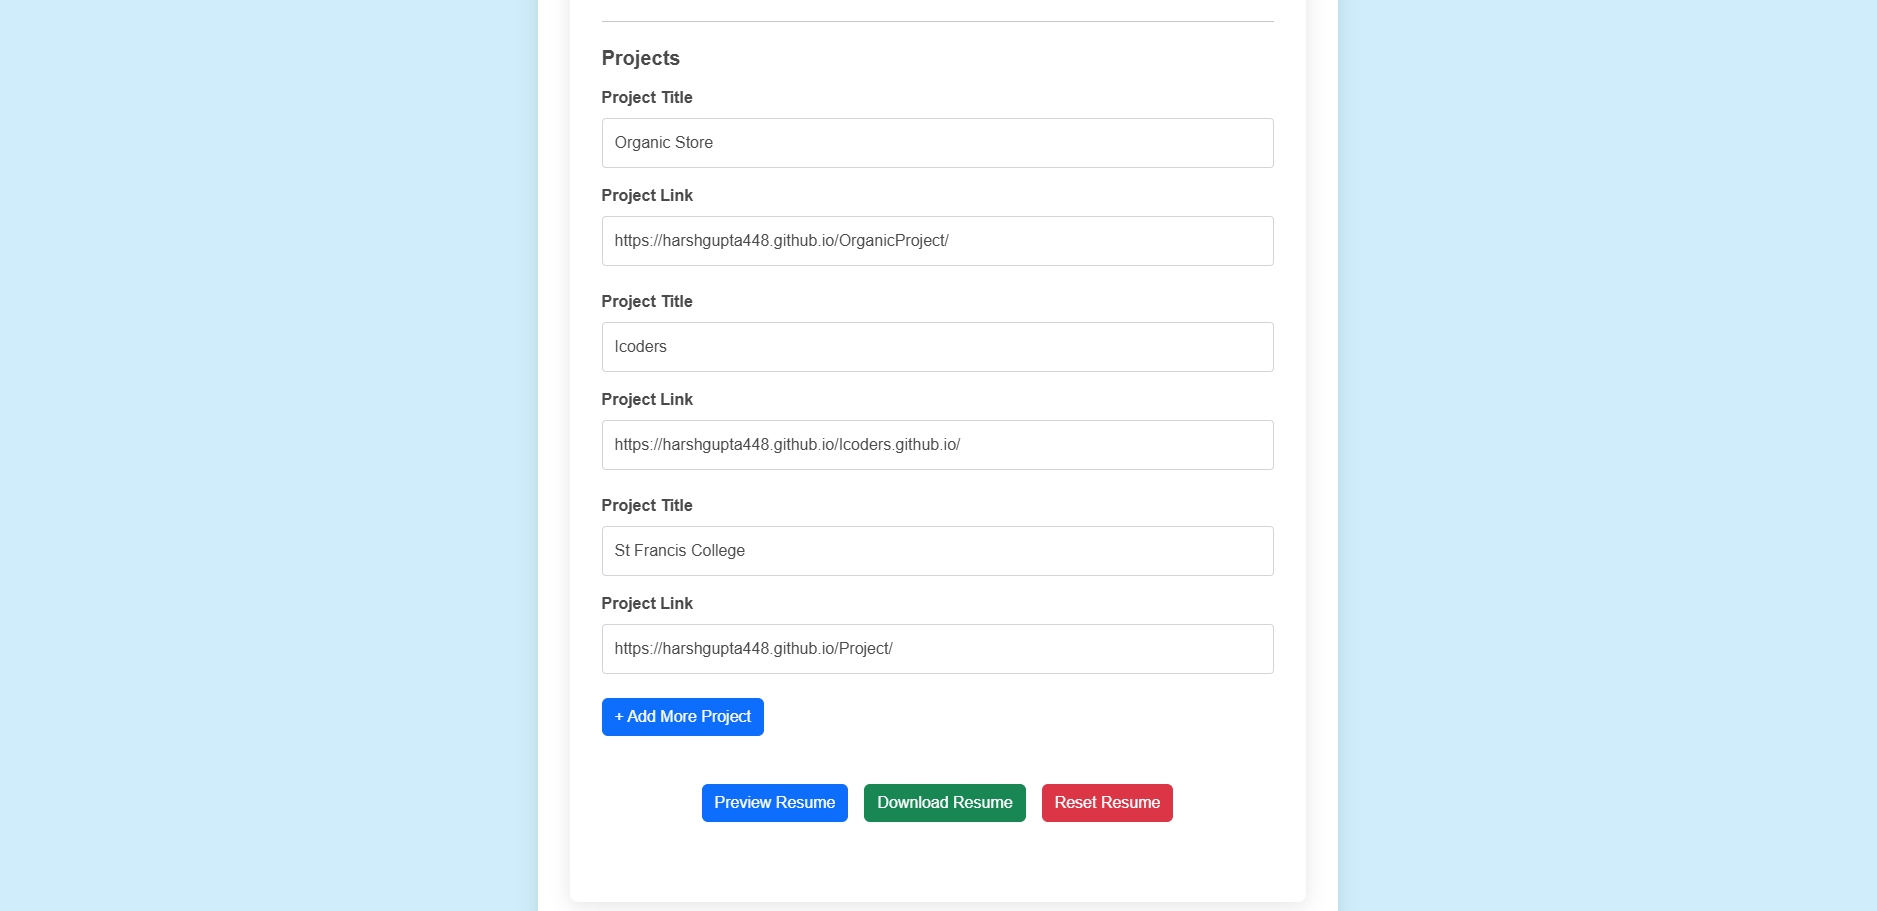 Projects
Project Title
Organic Store
Project Link
https://harshgupta448.github.io/OrganicProject/
Project Title
Icoders
Project Link
https://harshgupta448.github.io/Icoders.github.io/
Project Title
St Francis College
Project Link
https://harshgupta448.github.io/Project/
+ Add More Project
Preview Resume Download Resume Reset Resume